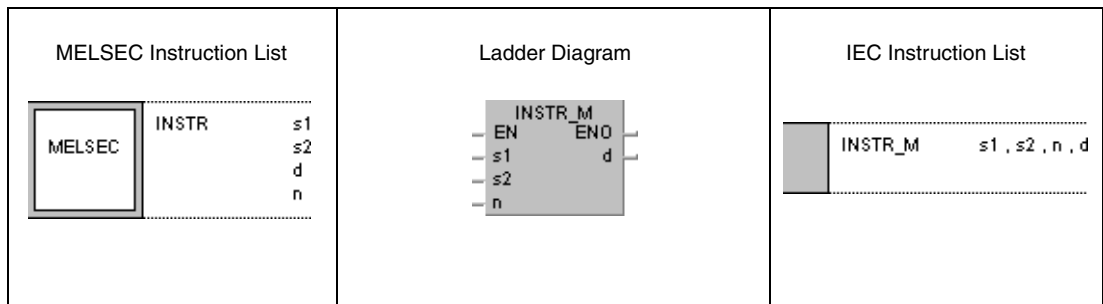 MELSEC Instruction List
MELSEC
INSTR s1
s2
d
n
Ladder Diagram
INSTR_M
EN ENO
s1 d
s2
n
IEC Instruction List
INSTR_M s1 , s2 , n , d